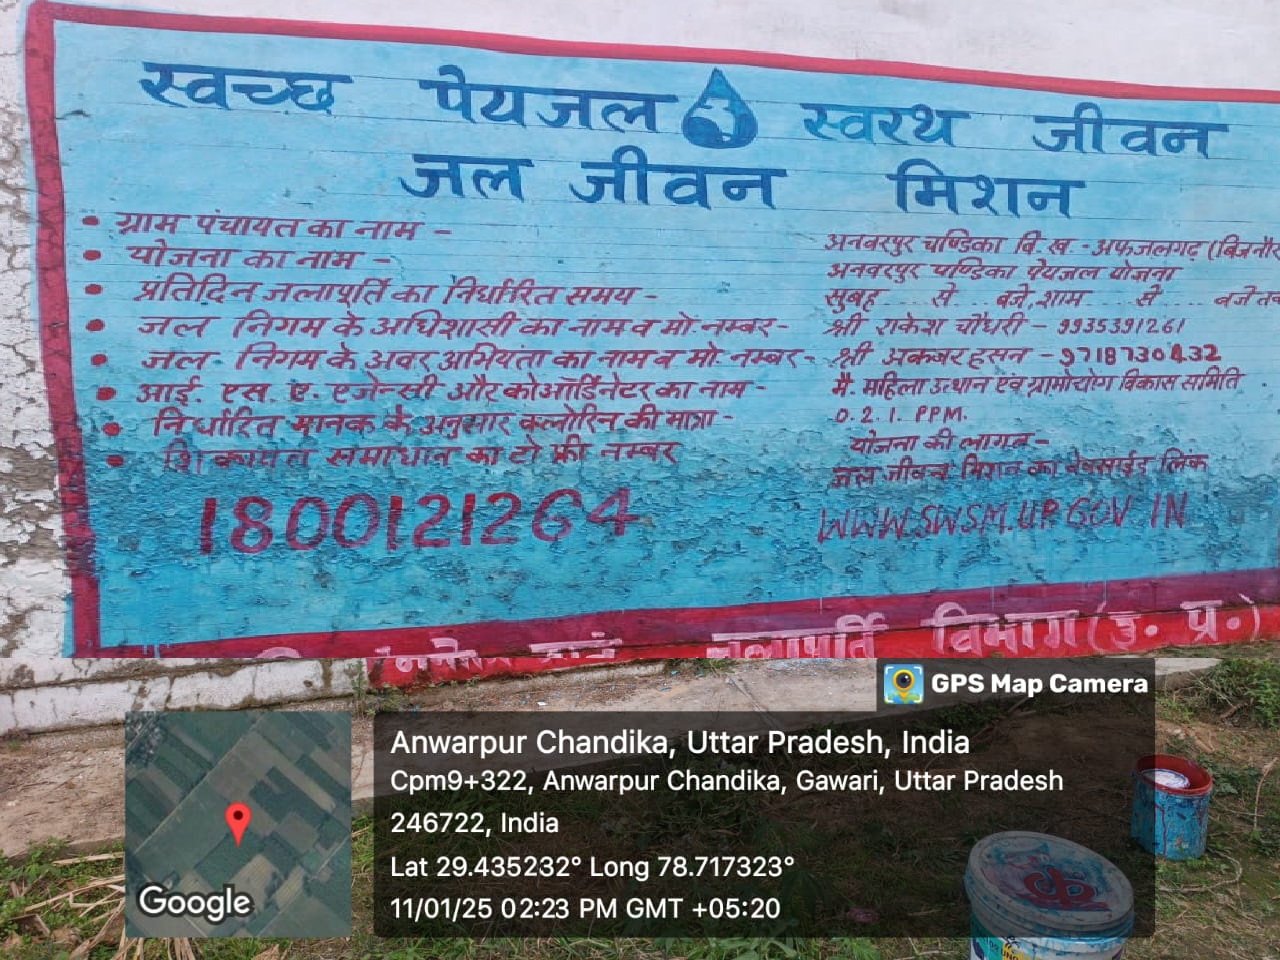 स्वच्छ पेयजल स्वस्थ जीवन
जल जीवन मिशन
• ग्राम पंचायत का नाम - अनवरपुर चण्डिका वि.ख.-अफजलगढ़ (बिजनौर
• योजना का नाम - अनवरपुर चण्डिका पेयजल योजना
• प्रतिदिन जलापूर्ति का निर्धारित समय - सुबह .... से .... बजे, शाम .... से .... बजे तक
• जल निगम के अधिशासी का नाम व मो. नम्बर - श्री राकेश चौधरी - 9935391261
• जल. निगम के अवर अभियंता का नाम व मो. नम्बर - श्री अकबर हसन - 9718730432
• आई. एस. ए. एजेन्सी और कोऑर्डिनेटर का नाम - मै. महिला उत्थान एंव ग्रामोद्योग विकास समिति .
• निर्धारित मानक के अनुसार क्लोरिन की मात्रा - 0.2 1. PPM.
योजना की लागत -
• शिकायत समाधान का टो फ्री नम्बर
जल जीवन मिशन का वेबसाईड लिंक
1800121264
WWW.SWSM.UP.GOV IN
जलापूर्ति विभाग (उ. प्र.)
GPS Map Camera
Anwarpur Chandika, Uttar Pradesh, India
Cpm9+322, Anwarpur Chandika, Gawari, Uttar Pradesh
246722, India
Lat 29.435232° Long 78.717323°
11/01/25 02:23 PM GMT +05:20
Google